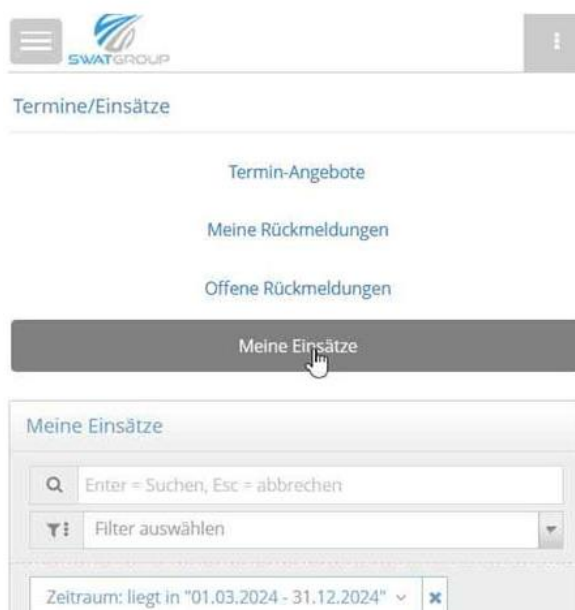 SWATGROUP
Termine/Einsätze
Termin-Angebote
Meine Rückmeldungen
Offene Rückmeldungen
Meine Einsätze
Meine Einsätze
Enter = Suchen, Esc = abbrechen
Filter auswählen
Zeitraum: liegt in "01.03.2024 - 31.12.2024"